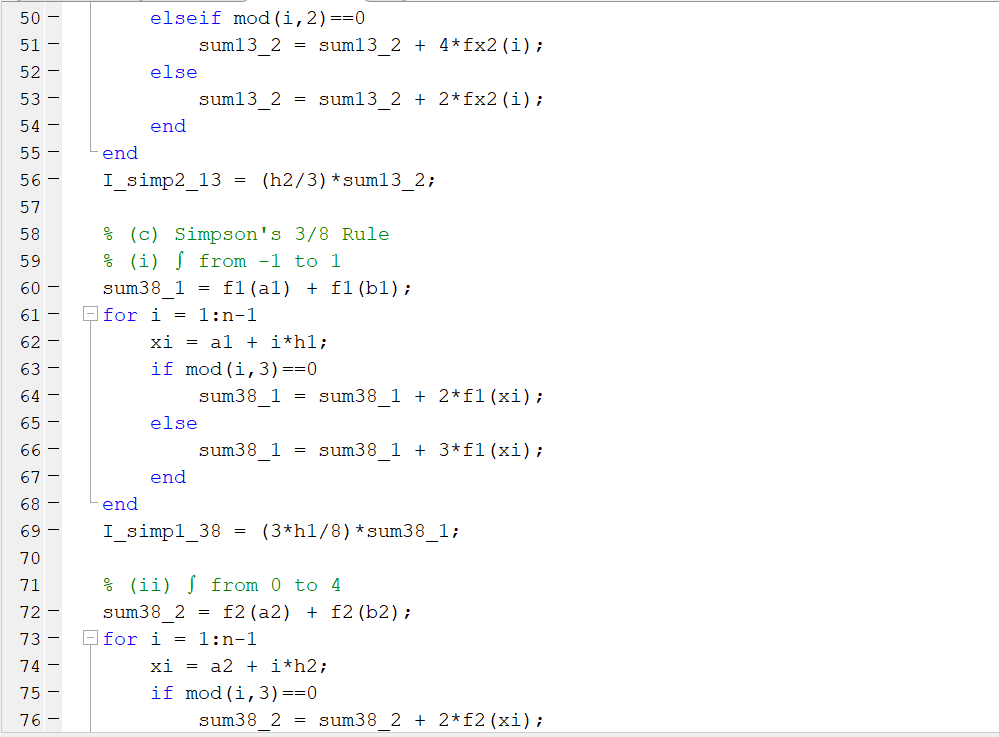 50 − elseif mod(i,2)==0
51 − sum13_2 = sum13_2 + 4*fx2(i);
52 − else
53 − sum13_2 = sum13_2 + 2*fx2(i);
54 − end
55 − end
56 − I_simp2_13 = (h2/3)*sum13_2;
57
58 % (c) Simpson's 3/8 Rule
59 % (i) ∫ from -1 to 1
60 − sum38_1 = f1(a1) + f1(b1);
61 − for i = 1:n-1
62 − xi = a1 + i*h1;
63 − if mod(i,3)==0
64 − sum38_1 = sum38_1 + 2*f1(xi);
65 − else
66 − sum38_1 = sum38_1 + 3*f1(xi);
67 − end
68 − end
69 − I_simp1_38 = (3*h1/8)*sum38_1;
70
71 % (ii) ∫ from 0 to 4
72 − sum38_2 = f2(a2) + f2(b2);
73 − for i = 1:n-1
74 − xi = a2 + i*h2;
75 − if mod(i,3)==0
76 − sum38_2 = sum38_2 + 2*f2(xi);